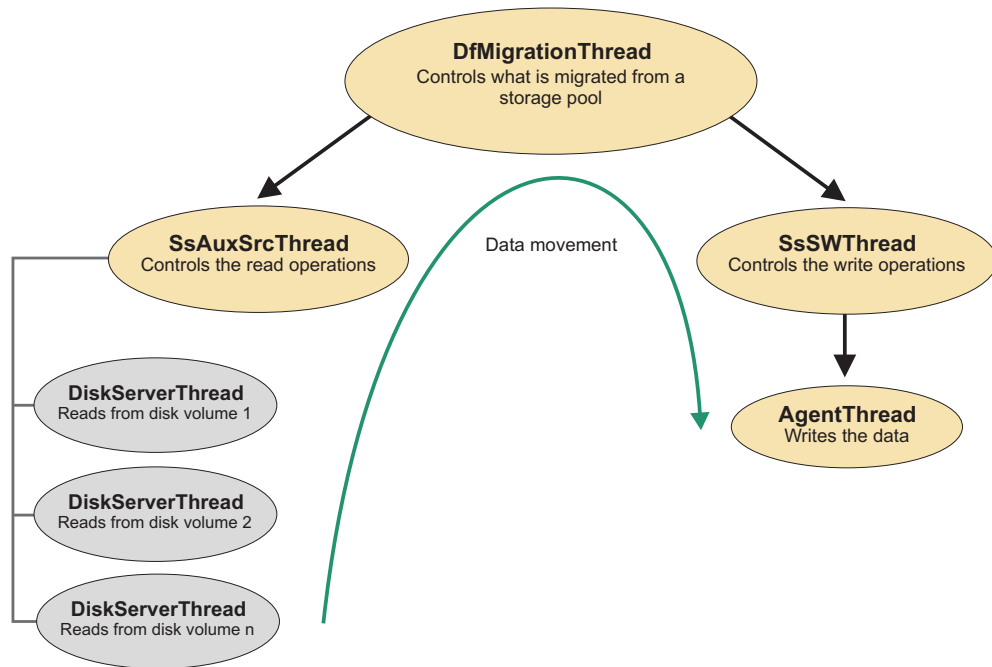 DfMigrationThread
Controls what is migrated from a
storage pool
SsAuxSrcThread
Controls the read operations
Data movement
SsSWThread
Controls the write operations
DiskServerThread
Reads from disk volume 1
AgentThread
Writes the data
DiskServerThread
Reads from disk volume 2
DiskServerThread
Reads from disk volume n